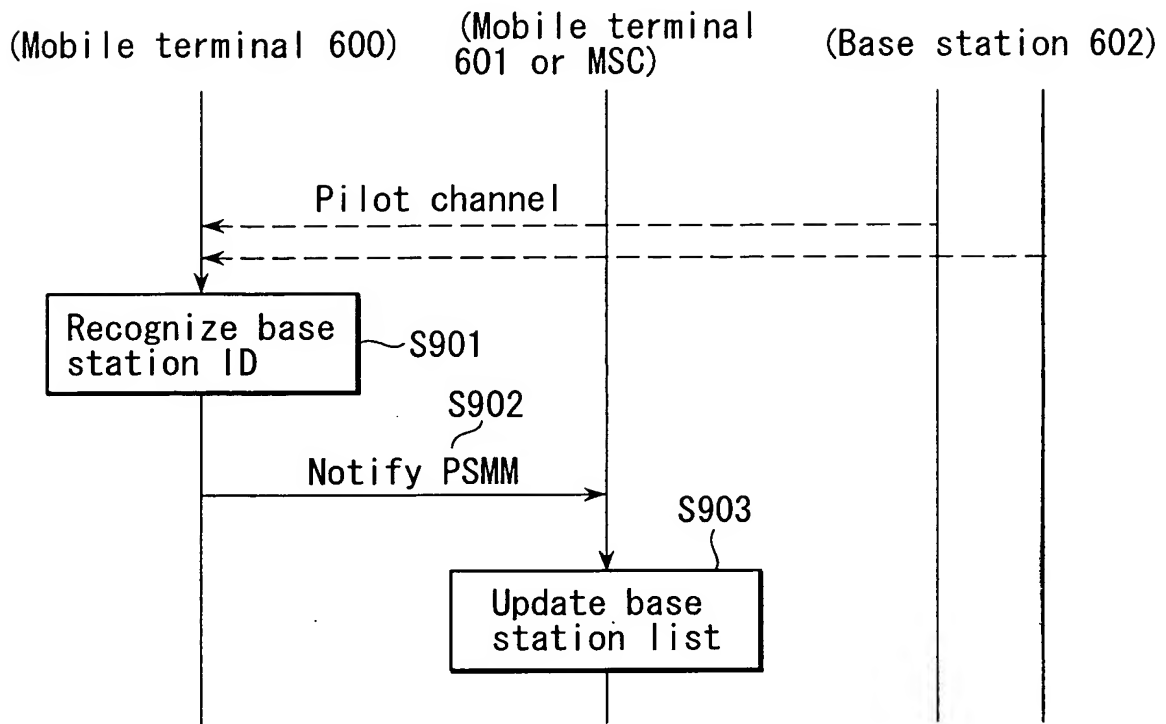 (Mobile terminal 600)
(Mobile terminal
601 or MSC)
(Base station 602)
Pilot channel
Recognize base
station ID
S901
S902
Notify PSMM
S903
Update base
station list